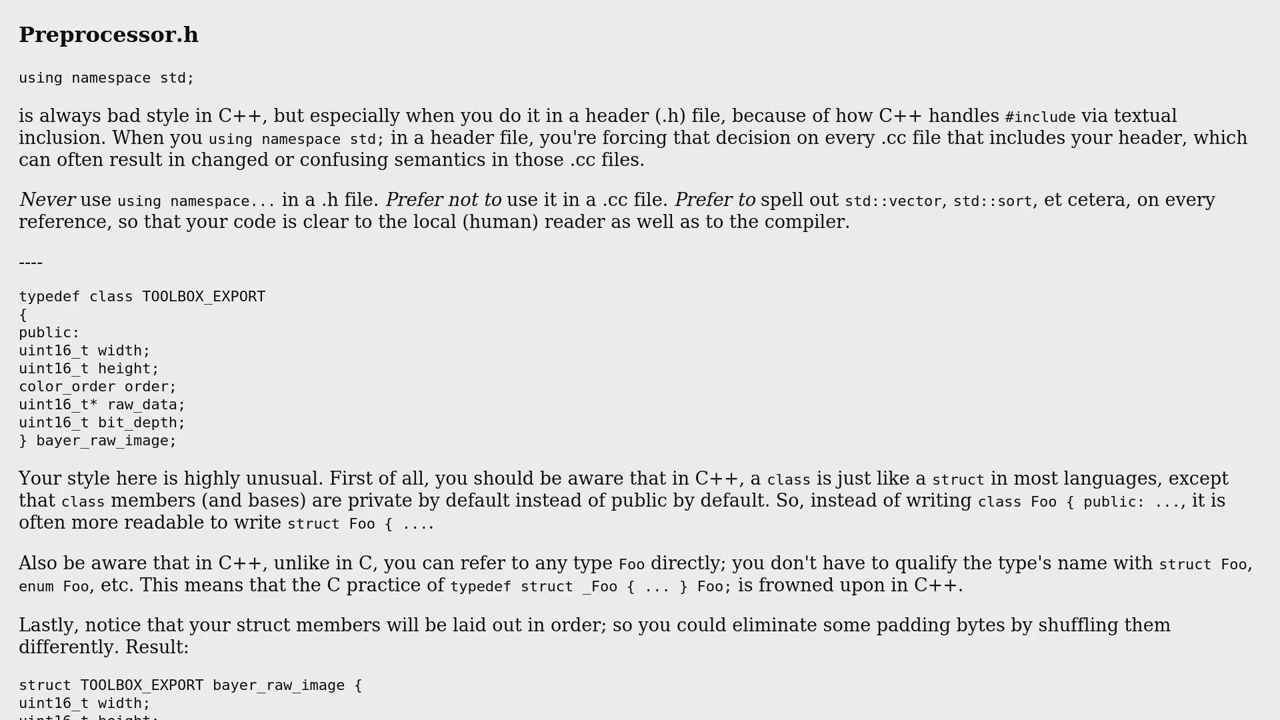 Preprocessor.h
using namespace std;
is always bad style in C++, but especially when you do it in a header (.h) file, because of how C++ handles #include via textual
inclusion. When you using namespace std; in a header file, you're forcing that decision on every .cc file that includes your header, which
can often result in changed or confusing semantics in those .cc files.
Never use using namespace... in a .h file. Prefer not to use it in a .cc file. Prefer to spell out std::vector, std::sort, et cetera, on every
reference, so that your code is clear to the local (human) reader as well as to the compiler.
----
typedef class TOOLBOX_EXPORT
{
public:
uint16_t width;
uint16_t height;
color_order order;
uint16_t* raw_data;
uint16_t bit_depth;
} bayer_raw_image;
Your style here is highly unusual. First of all, you should be aware that in C++, a class is just like a struct in most languages, except
that class members (and bases) are private by default instead of public by default. So, instead of writing class Foo { public: ..., it is
often more readable to write struct Foo { ....
Also be aware that in C++, unlike in C, you can refer to any type Foo directly; you don't have to qualify the type's name with struct Foo,
enum Foo, etc. This means that the C practice of typedef struct _Foo { ... } Foo; is frowned upon in C++.
Lastly, notice that your struct members will be laid out in order; so you could eliminate some padding bytes by shuffling them
differently. Result:
struct TOOLBOX_EXPORT bayer_raw_image {
uint16_t width;
uint16_t height;